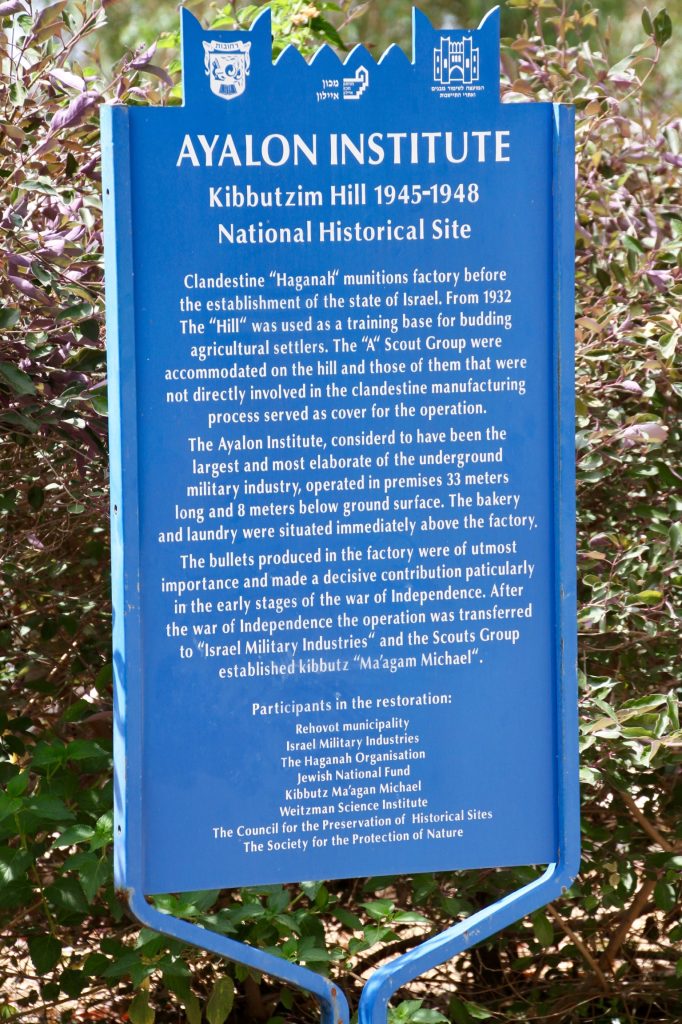 רחובות
מכון
איילון
המועצה לשימור מבנים
ואתרי התיישבות
AYALON INSTITUTE
Kibbutzim Hill 1945-1948
National Historical Site
Clandestine “Haganah“ munitions factory before
the establishment of the state of Israel. From 1932
The “Hill“ was used as a training base for budding
agricultural settlers. The “A“ Scout Group were
accommodated on the hill and those of them that were
not directly involved in the clandestine manufacturing
process served as cover for the operation.
The Ayalon Institute, considerd to have been the
largest and most elaborate of the underground
military industry, operated in premises 33 meters
long and 8 meters below ground surface. The bakery
and laundry were situated immediately above the factory.
The bullets produced in the factory were of utmost
importance and made a decisive contribution paticularly
in the early stages of the war of Independence. After
the war of Independence the operation was transferred
to “Israel Military Industries“ and the Scouts Group
established kibbutz “Ma’agam Michael“.
Participants in the restoration:
Rehovot municipality
Israel Military Industries
The Haganah Organisation
Jewish National Fund
Kibbutz Ma’agan Michael
Weitzman Science Institute
The Council for the Preservation of Historical Sites
The Society for the Protection of Nature